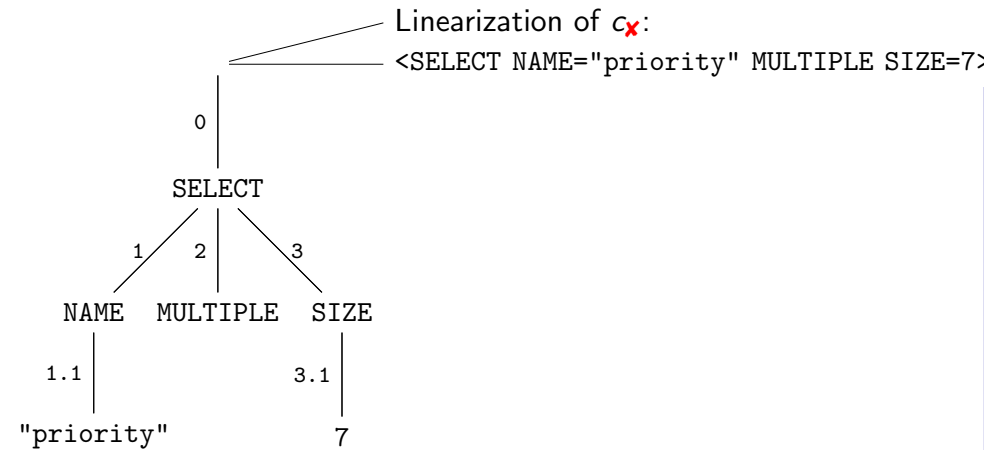 Linearization of c✘:
<SELECT NAME="priority" MULTIPLE SIZE=7>
0
SELECT
1 2 3
NAME MULTIPLE SIZE
1.1 3.1
"priority" 7